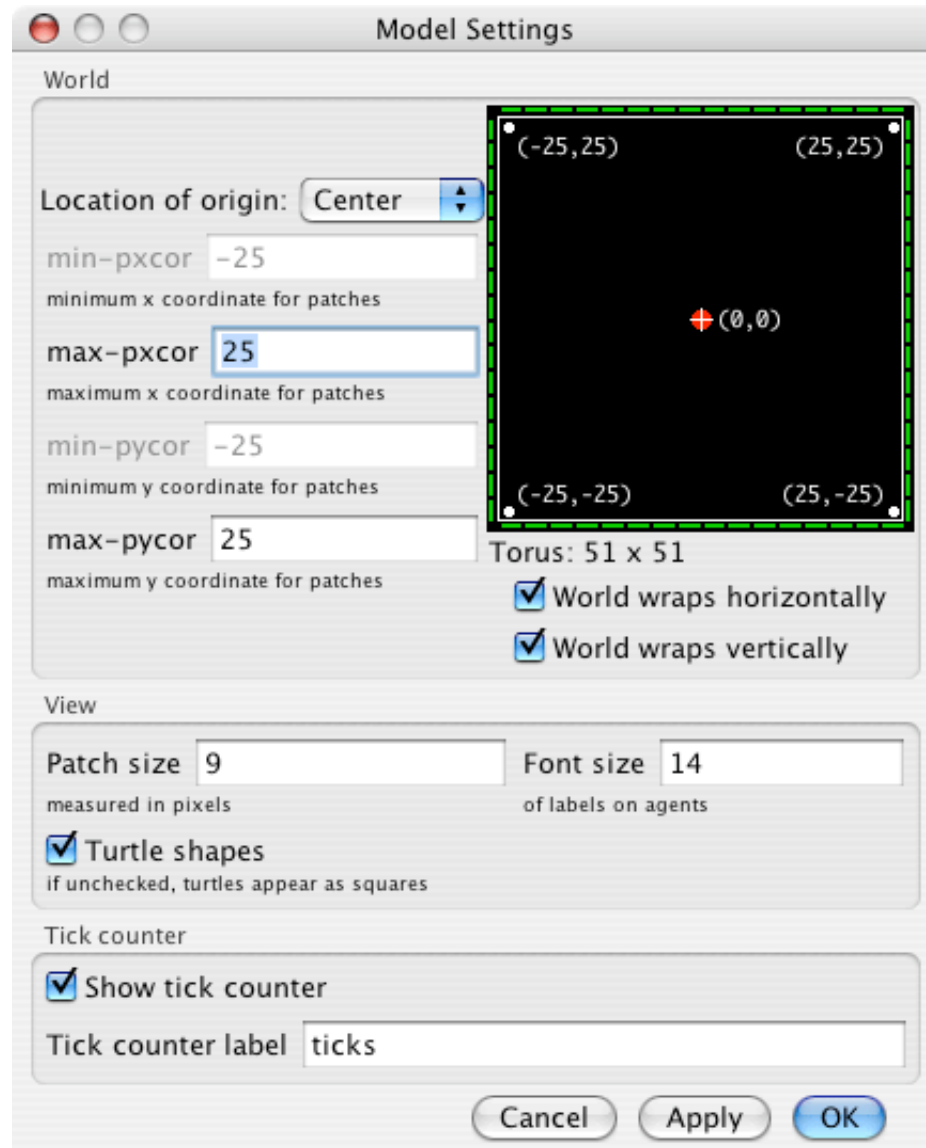 Model Settings
World
Location of origin: Center
min-pxcor -25
minimum x coordinate for patches
max-pxcor 25
maximum x coordinate for patches
min-pycor -25
minimum y coordinate for patches
max-pycor 25
maximum y coordinate for patches
(-25,25) (25,25)
(0,0)
(-25,-25) (25,-25)
Torus: 51 x 51
World wraps horizontally
World wraps vertically
View
Patch size 9
measured in pixels
Font size 14
of labels on agents
Turtle shapes
if unchecked, turtles appear as squares
Tick counter
Show tick counter
Tick counter label ticks
Cancel Apply OK